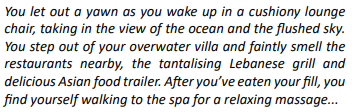 You let out a yawn as you wake up in a cushiony lounge
chair, taking in the view of the ocean and the flushed sky.
You step out of your overwater villa and faintly smell the
restaurants nearby, the tantalising Lebanese grill and
delicious Asian food trailer. After you've eaten your fill, you
find yourself walking to the spa for a relaxing massage...